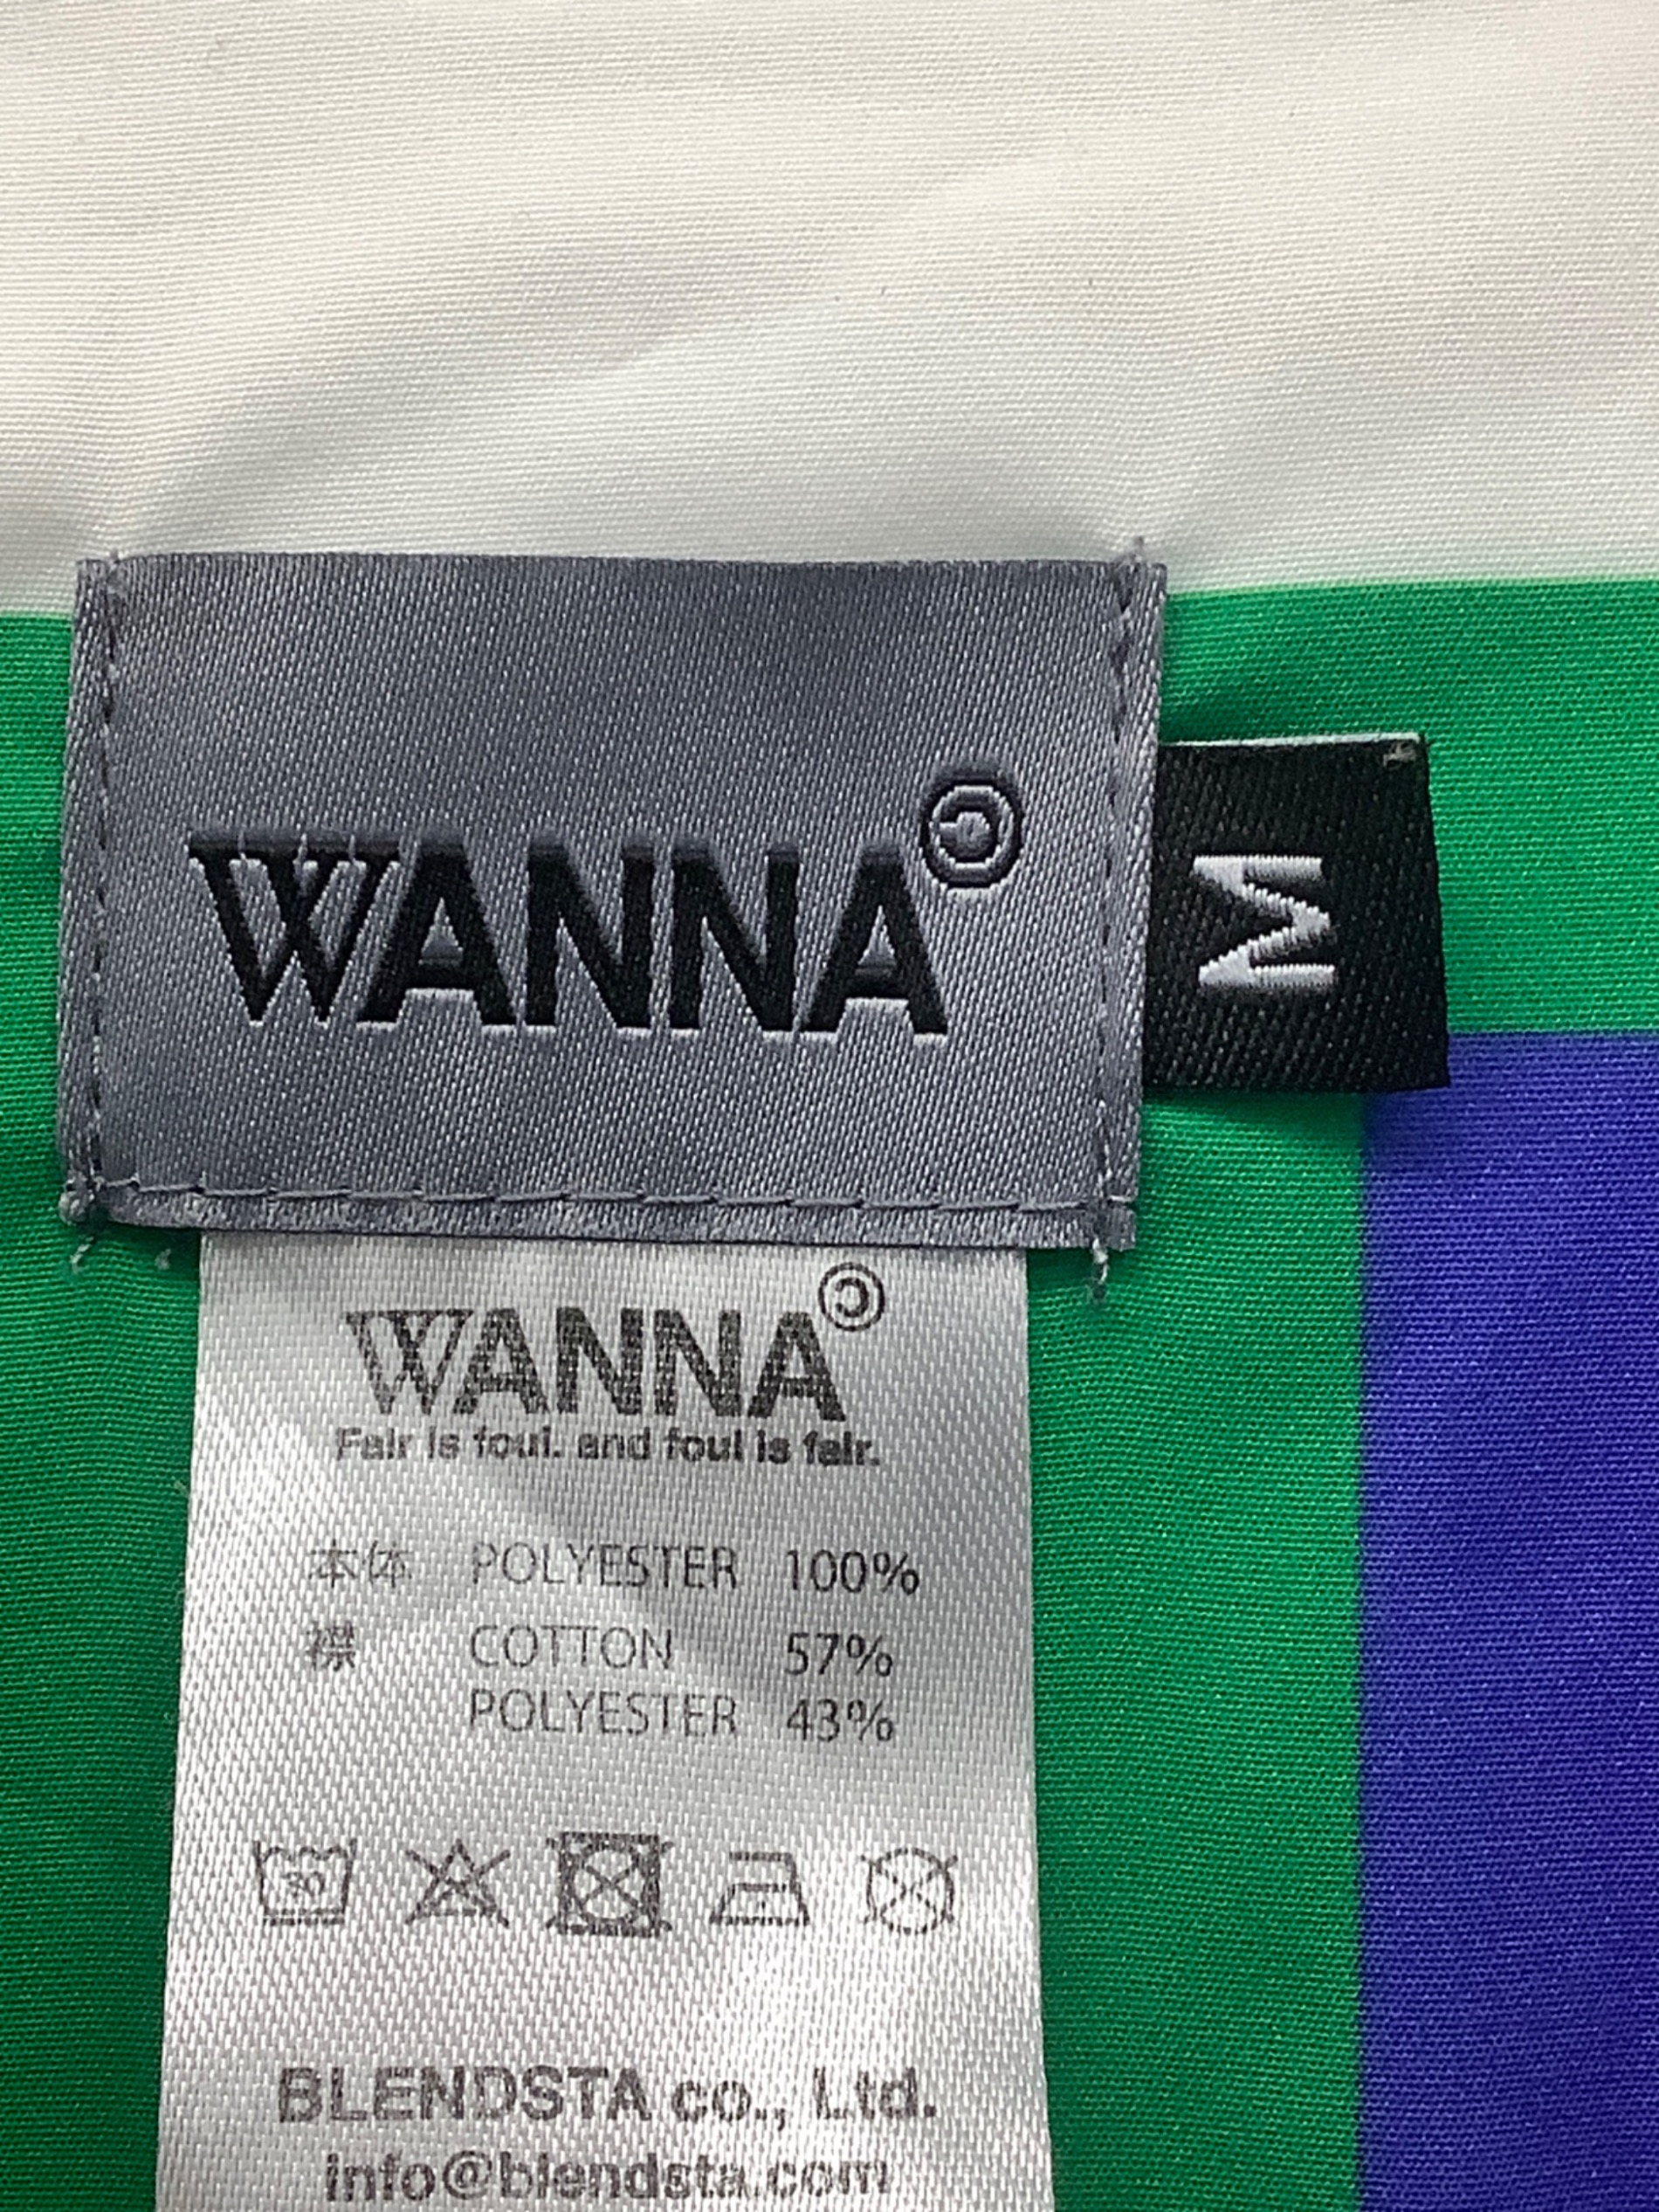 WANNA©
M
WANNA©
Fair is foul. and foul is fair.
本体 POLYESTER 100%
襟 COTTON 57%
POLYESTER 43%
30
BLENDSTA co., Ltd.
info@blendsta.com